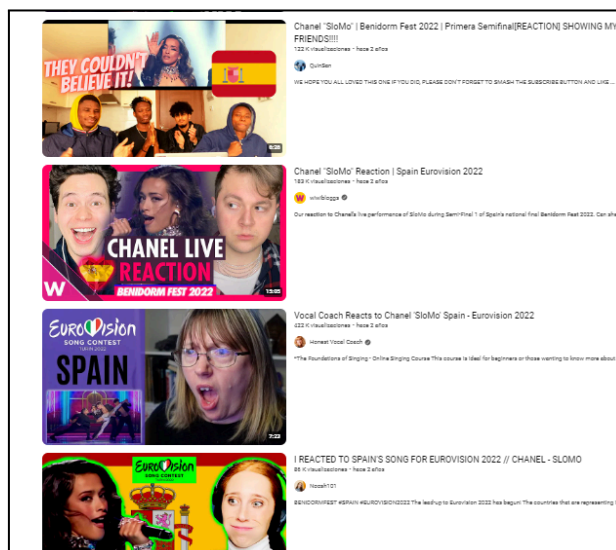 Chanel "SloMo" | Benidorm Fest 2022 | Primera Semifinal[REACTION] SHOWING MY
FRIENDS!!!!
122 K visualizaciones • hace 2 años
QuinSen
WE HOPE YOU ALL LOVED THIS ONE IF YOU DID, PLEASE DON'T FORGET TO SMASH THE SUBSCRIBE BUTTON AND LIKE ...
THEY COULDN'T
BELIEVE IT!
8:28
Chanel "SloMo" Reaction | Spain Eurovision 2022
183 K visualizaciones • hace 2 años
wiwibloggs
Our reaction to Chanel's live performance of SloMo during Semi-Final 1 of Spain's national final Benidorm Fest 2022. Can she
CHANEL LIVE
REACTION
BENIDORM FEST 2022
W
W
Vocal Coach Reacts to Chanel 'SloMo' Spain - Eurovision 2022
422 K visualizaciones • hace 2 años
Honest Vocal Coach
*The Foundations of Singing - Online Singing Course This course is ideal for beginners or those wanting to know more about
EUROVISION
SONG CONTEST
TURIN 2022
SPAIN
7:23
I REACTED TO SPAIN'S SONG FOR EUROVISION 2022 // CHANEL - SLOMO
86 K visualizaciones • hace 2 años
BENIDORMFEST #SPAIN #EUROVISION2022 The lead-up to Eurovision 2022 has begun! The countries that are representing
EUROVISION
SONG CONTEST